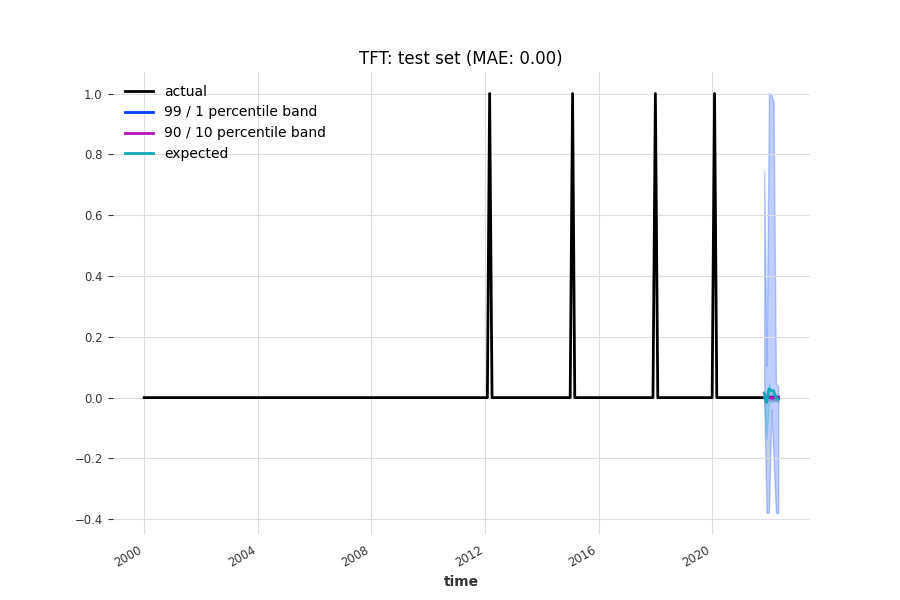 TFT: test set (MAE: 0.00)
actual
99 / 1 percentile band
90 / 10 percentile band
expected
1.0
0.8
0.6
0.4
0.2
0.0
−0.2
−0.4
2000
2004
2008
2012
2016
2020
time